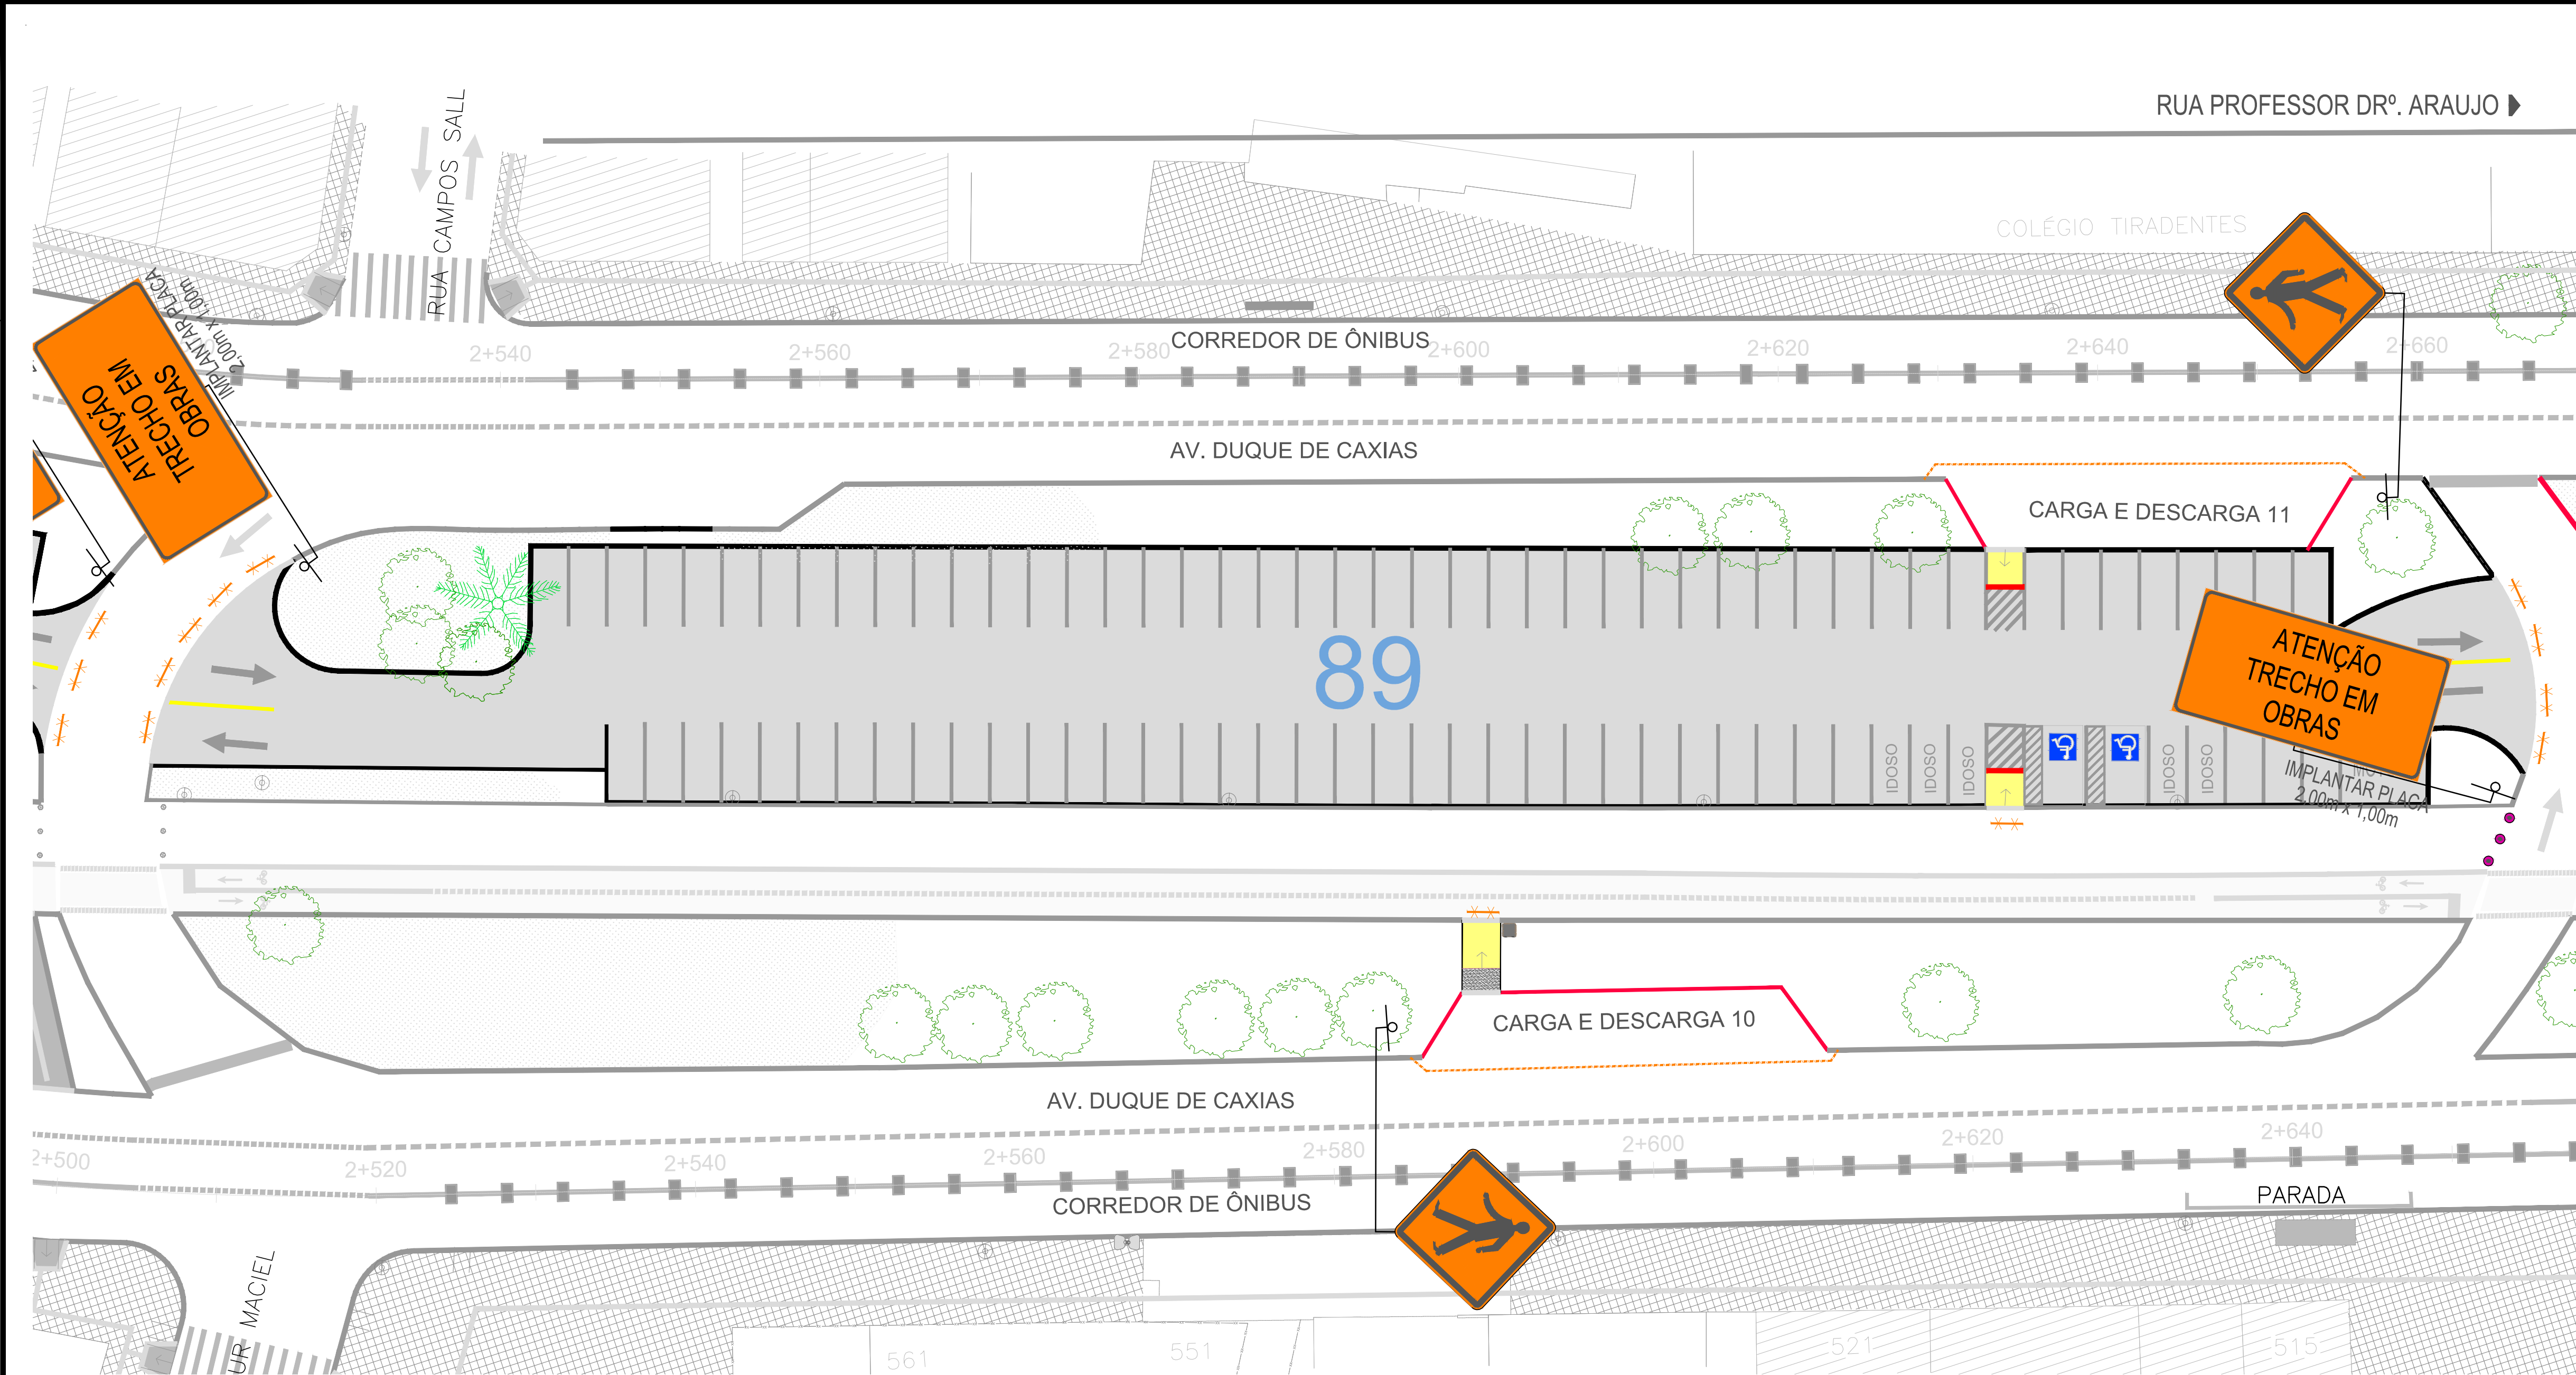 RUA PROFESSOR DRº. ARAUJO
RUA CAMPOS SALL
COLÉGIO TIRADENTES
IMPLANTAR PLACA
2,00m x 1,00m
ATENÇÃO
TRECHO EM
OBRAS
CORREDOR DE ÔNIBUS
2+540
2+560
2+580
2+600
2+620
2+640
2+660
AV. DUQUE DE CAXIAS
CARGA E DESCARGA 11
89
ATENÇÃO
TRECHO EM
OBRAS
IDOSO
IDOSO
IDOSO
IDOSO
IDOSO
IMPLANTAR PLACA
2,00m x 1,00m
CARGA E DESCARGA 10
AV. DUQUE DE CAXIAS
2+500
2+520
2+540
2+560
2+580
2+600
2+620
2+640
CORREDOR DE ÔNIBUS
PARADA
UR MACIEL
561
551
521
515